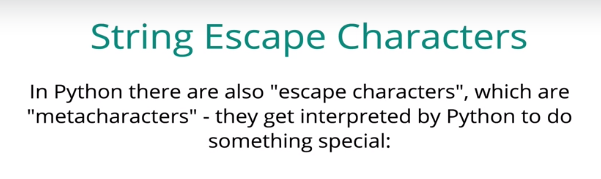 String Escape Characters
In Python there are also "escape characters", which are
"metacharacters" - they get interpreted by Python to do
something special: